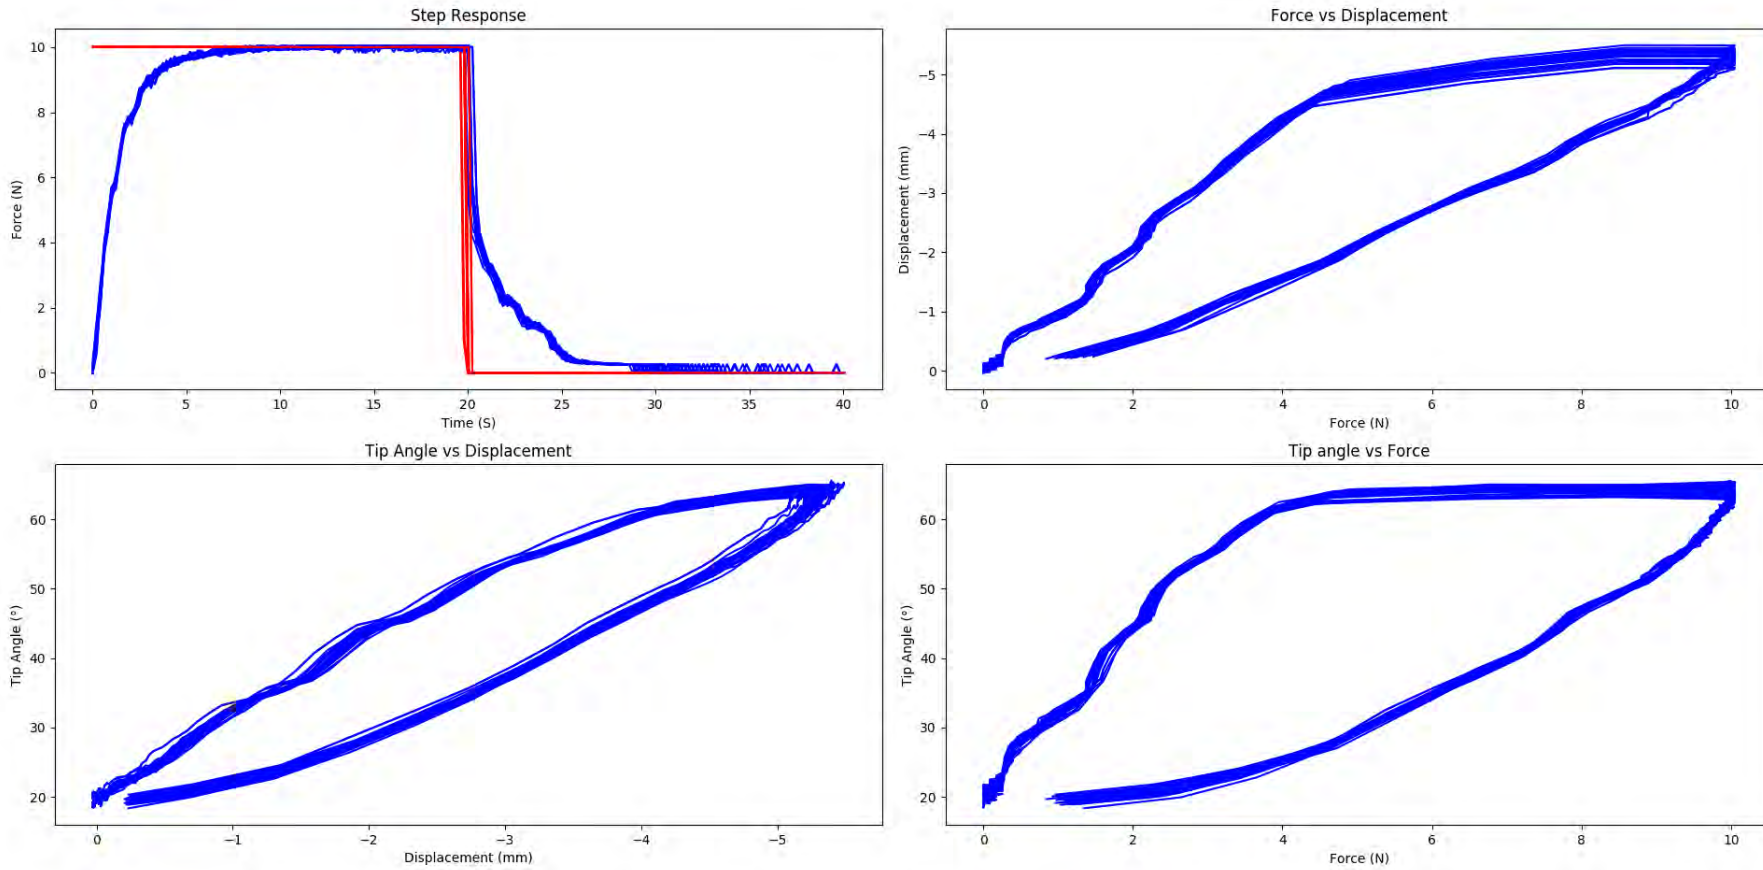 Step Response
Force (N)
10
8
6
4
2
0
0 5 10 15 20 25 30 35 40
Time (S)
Force vs Displacement
Displacement (mm)
−5
−4
−3
−2
−1
0
0 2 4 6 8 10
Force (N)
Tip Angle vs Displacement
Tip Angle (°)
60
50
40
30
20
0 −1 −2 −3 −4 −5
Displacement (mm)
Tip angle vs Force
Tip Angle (°)
60
50
40
30
20
0 2 4 6 8 10
Force (N)